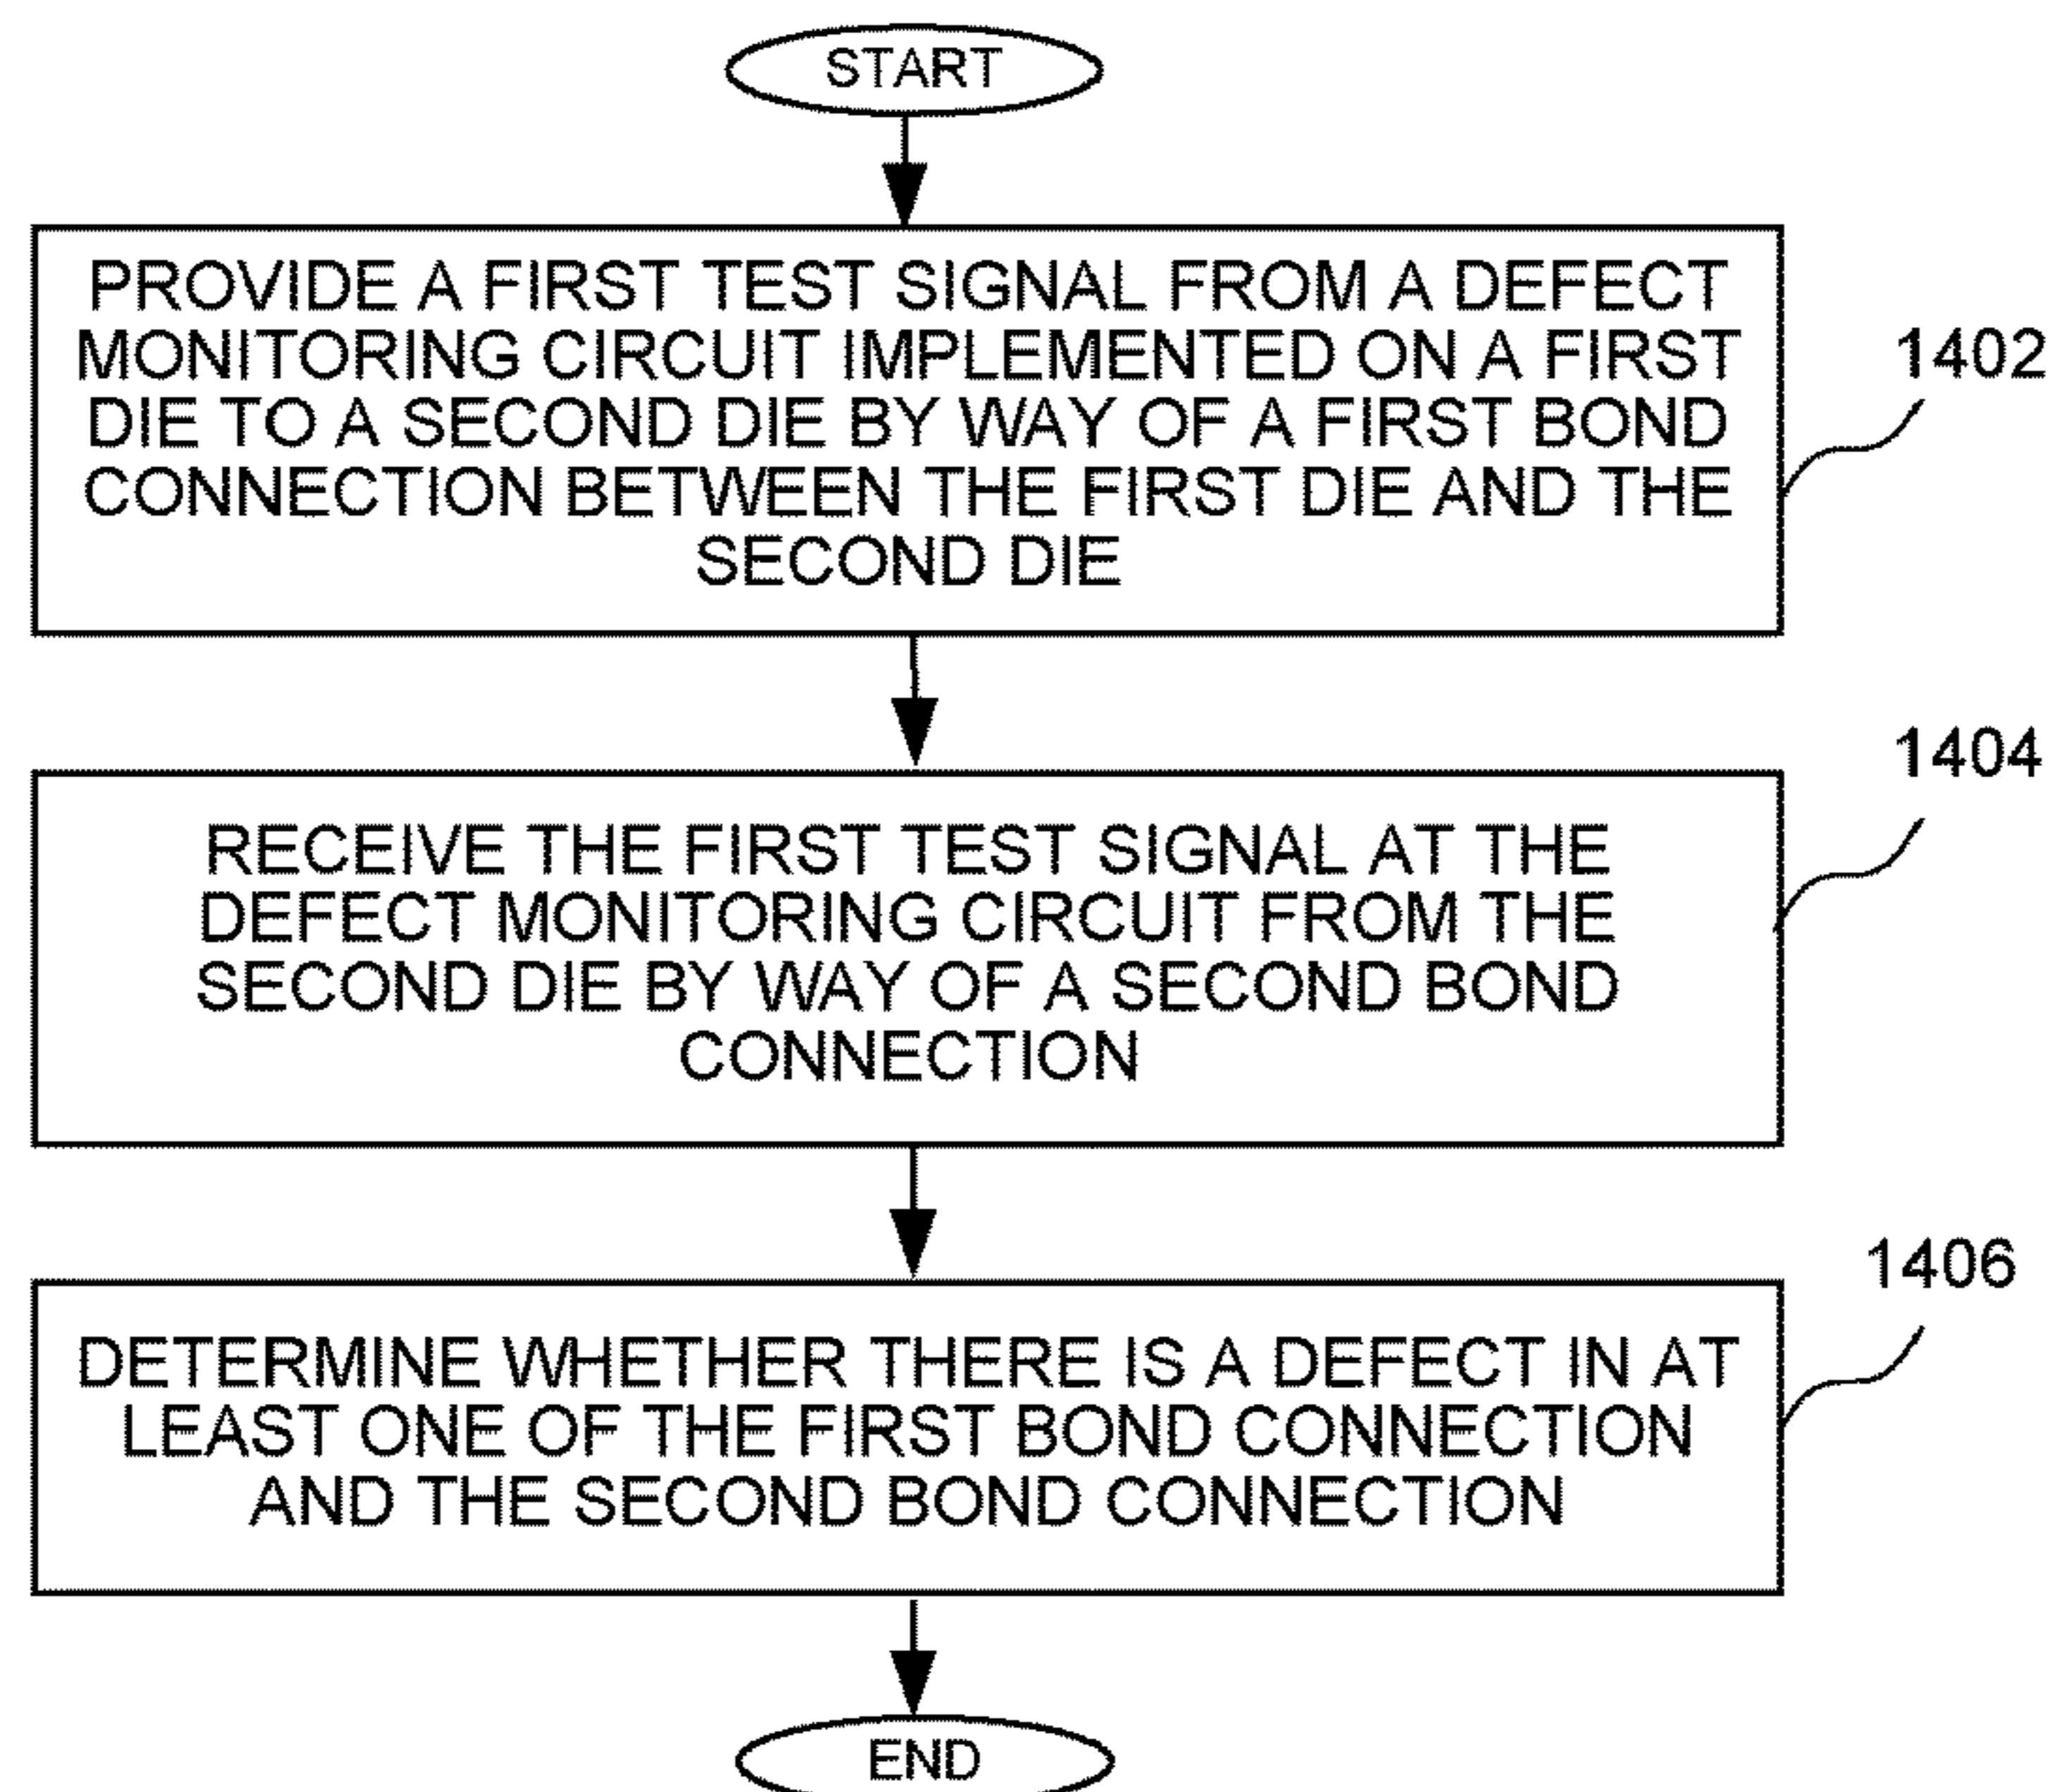 START
PROVIDE A FIRST TEST SIGNAL FROM A DEFECT
MONITORING CIRCUIT IMPLEMENTED ON A FIRST
DIE TO A SECOND DIE BY WAY OF A FIRST BOND
CONNECTION BETWEEN THE FIRST DIE AND THE
SECOND DIE
1402
RECEIVE THE FIRST TEST SIGNAL AT THE
DEFECT MONITORING CIRCUIT FROM THE
SECOND DIE BY WAY OF A SECOND BOND
CONNECTION
1404
DETERMINE WHETHER THERE IS A DEFECT IN AT
LEAST ONE OF THE FIRST BOND CONNECTION
AND THE SECOND BOND CONNECTION
1406
END